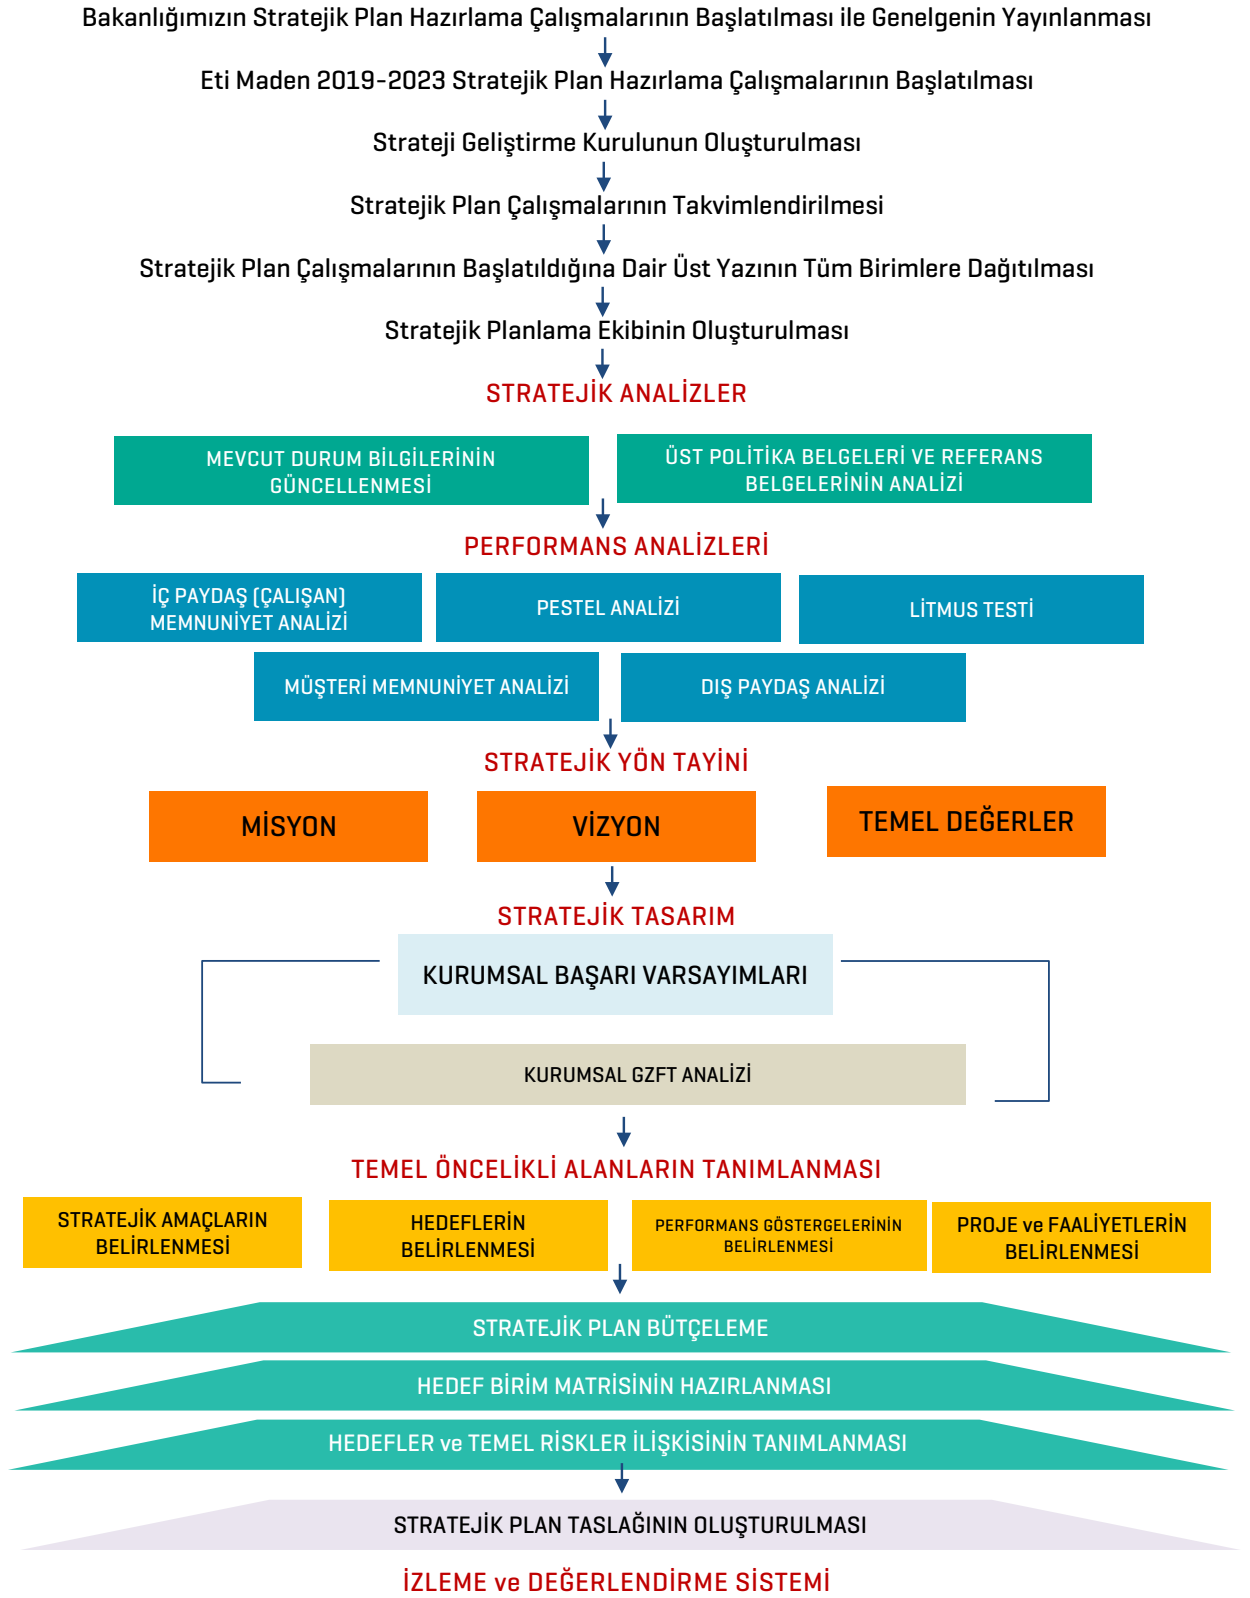 Bakanlığımızın Stratejik Plan Hazırlama Çalışmalarının Başlatılması ile Genelgenin Yayınlanması
Eti Maden 2019-2023 Stratejik Plan Hazırlama Çalışmalarının Başlatılması
Strateji Geliştirme Kurulunun Oluşturulması
Stratejik Plan Çalışmalarının Takvimlendirilmesi
Stratejik Plan Çalışmalarının Başlatıldığına Dair Üst Yazının Tüm Birimlere Dağıtılması
Stratejik Planlama Ekibinin Oluşturulması
STRATEJİK ANALİZLER
MEVCUT DURUM BİLGİLERİNİN
GÜNCELLENMESİ
ÜST POLİTİKA BELGELERİ VE REFERANS
BELGELERİNİN ANALİZİ
PERFORMANS ANALİZLERİ
İÇ PAYDAŞ (ÇALIŞAN)
MEMNUNİYET ANALİZİ
PESTEL ANALİZİ
LİTMUS TESTİ
MÜŞTERİ MEMNUNİYET ANALİZİ
DIŞ PAYDAŞ ANALİZİ
STRATEJİK YÖN TAYİNİ
MİSYON
VİZYON
TEMEL DEĞERLER
STRATEJİK TASARIM
KURUMSAL BAŞARI VARSAYIMLARI
KURUMSAL GZFT ANALİZİ
TEMEL ÖNCELİKLİ ALANLARIN TANIMLANMASI
STRATEJİK AMAÇLARIN
BELİRLENMESİ
HEDEFLERİN
BELİRLENMESİ
PERFORMANS GÖSTERGELERİNİN
BELİRLENMESİ
PROJE ve FAALİYETLERİN
BELİRLENMESİ
STRATEJİK PLAN BÜTÇELEME
HEDEF BİRİM MATRİSİNİN HAZIRLANMASI
HEDEFLER ve TEMEL RİSKLER İLİŞKİSİNİN TANIMLANMASI
STRATEJİK PLAN TASLAĞININ OLUŞTURULMASI
İZLEME ve DEĞERLENDİRME SİSTEMİ